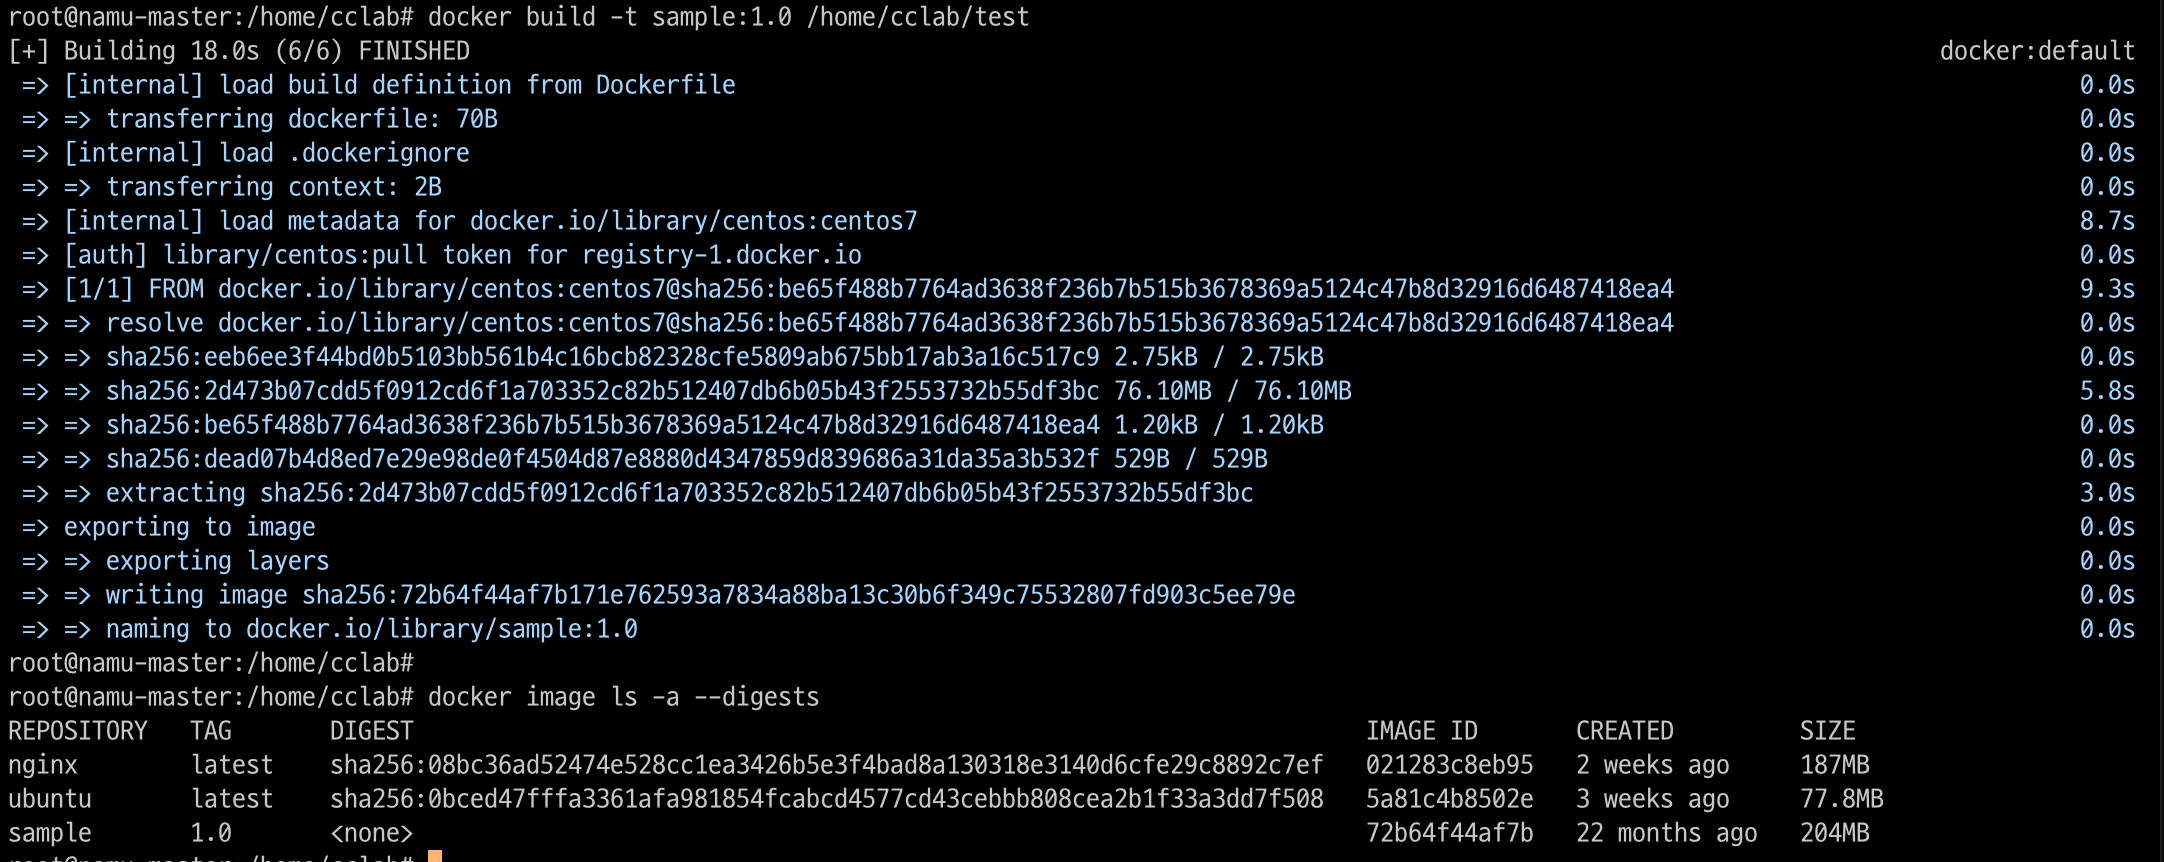 root@namu-master:/home/cclab# docker build -t sample:1.0 /home/cclab/test
[+] Building 18.0s (6/6) FINISHED docker:default
=> [internal] load build definition from Dockerfile 0.0s
=> => transferring dockerfile: 70B 0.0s
=> [internal] load .dockerignore 0.0s
=> => transferring context: 2B 0.0s
=> [internal] load metadata for docker.io/library/centos:centos7 8.7s
=> [auth] library/centos:pull token for registry-1.docker.io 0.0s
=> [1/1] FROM docker.io/library/centos:centos7@sha256:be65f488b7764ad3638f236b7b515b3678369a5124c47b8d32916d6487418ea4 9.3s
=> => resolve docker.io/library/centos:centos7@sha256:be65f488b7764ad3638f236b7b515b3678369a5124c47b8d32916d6487418ea4 0.0s
=> => sha256:eeb6ee3f44bd0b5103bb561b4c16bcb82328cfe5809ab675bb17ab3a16c517c9 2.75kB / 2.75kB 0.0s
=> => sha256:2d473b07cdd5f0912cd6f1a703352c82b512407db6b05b43f2553732b55df3bc 76.10MB / 76.10MB 5.8s
=> => sha256:be65f488b7764ad3638f236b7b515b3678369a5124c47b8d32916d6487418ea4 1.20kB / 1.20kB 0.0s
=> => sha256:dead07b4d8ed7e29e98de0f4504d87e8880d4347859d839686a31da35a3b532f 529B / 529B 0.0s
=> => extracting sha256:2d473b07cdd5f0912cd6f1a703352c82b512407db6b05b43f2553732b55df3bc 3.0s
=> exporting to image 0.0s
=> => exporting layers 0.0s
=> => writing image sha256:72b64f44af7b171e762593a7834a88ba13c30b6f349c75532807fd903c5ee79e 0.0s
=> => naming to docker.io/library/sample:1.0 0.0s
root@namu-master:/home/cclab#
root@namu-master:/home/cclab# docker image ls -a --digests
REPOSITORY TAG DIGEST IMAGE ID CREATED SIZE
nginx latest sha256:08bc36ad52474e528cc1ea3426b5e3f4bad8a130318e3140d6cfe29c8892c7ef 021283c8eb95 2 weeks ago 187MB
ubuntu latest sha256:0bced47fffa3361afa981854fcabcd4577cd43cebbb808cea2b1f33a3dd7f508 5a81c4b8502e 3 weeks ago 77.8MB
sample 1.0 <none> 72b64f44af7b 22 months ago 204MB
root@namu-master:/home/cclab#